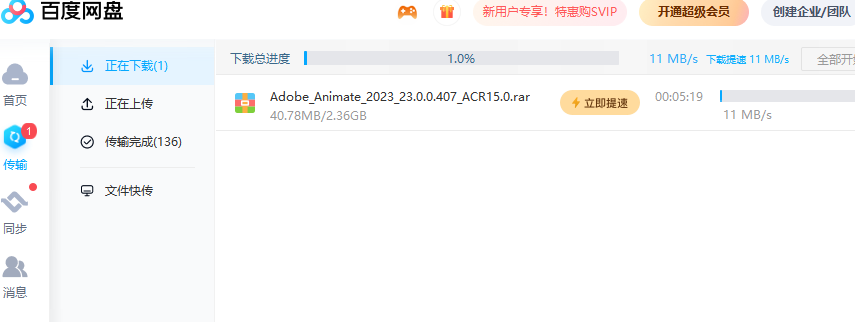 百度网盘
新用户专享！特惠购SVIP
开通超级会员
创建企业/团队
首页
传输
1
同步
消息
正在下载(1)
正在上传
传输完成(136)
文件快传
下载总进度
1.0%
11 MB/s
下载提速 11 MB/s
全部开
Adobe_Animate_2023_23.0.0.407_ACR15.0.rar
40.78MB/2.36GB
立即提速
00:05:19
11 MB/s